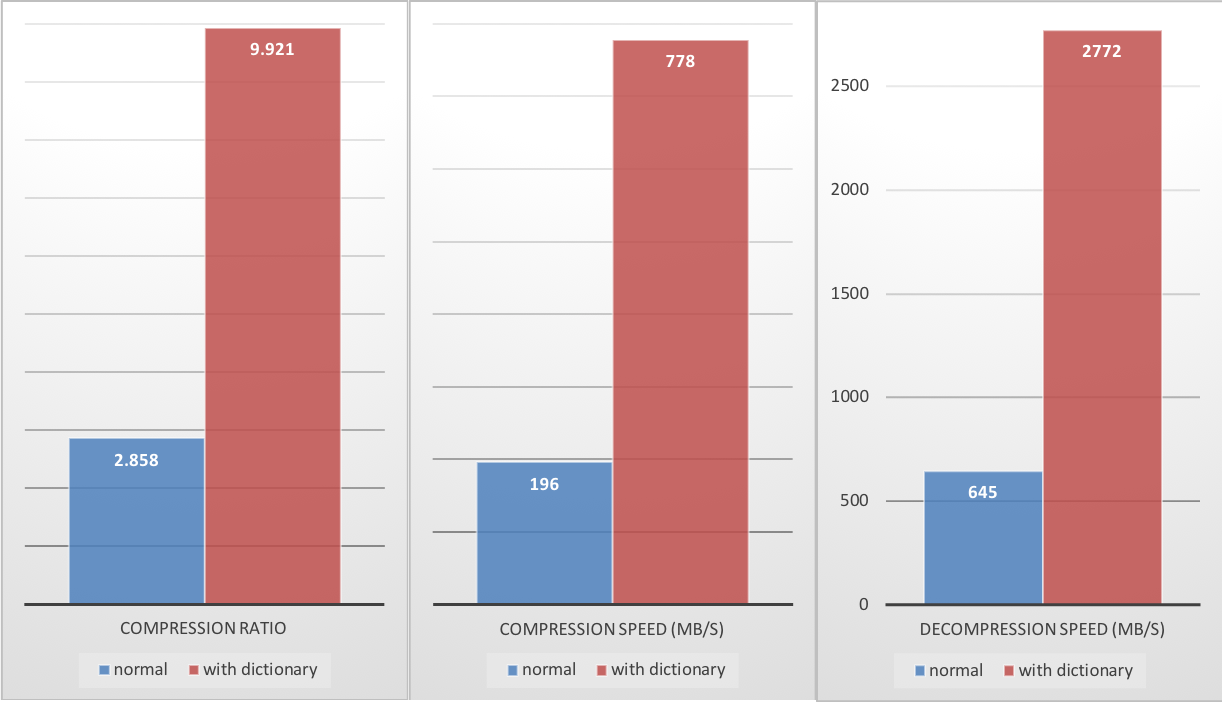 9.921
2.858
COMPRESSION RATIO
normal with dictionary
778
196
COMPRESSION SPEED (MB/S)
normal with dictionary
2772
2500
2000
1500
1000
645
500
0
DECOMPRESSION SPEED (MB/S)
normal with dictionary